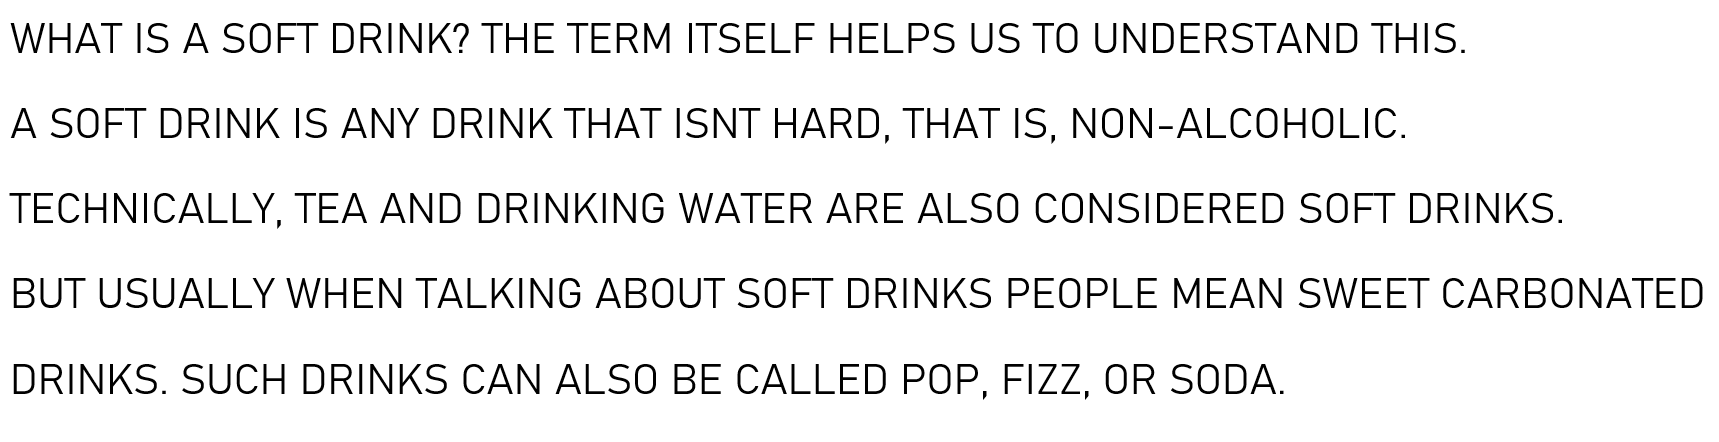 WHAT IS A SOFT DRINK? THE TERM ITSELF HELPS US TO UNDERSTAND THIS.
A SOFT DRINK IS ANY DRINK THAT ISNT HARD, THAT IS, NON-ALCOHOLIC.
TECHNICALLY, TEA AND DRINKING WATER ARE ALSO CONSIDERED SOFT DRINKS.
BUT USUALLY WHEN TALKING ABOUT SOFT DRINKS PEOPLE MEAN SWEET CARBONATED
DRINKS. SUCH DRINKS CAN ALSO BE CALLED POP, FIZZ, OR SODA.